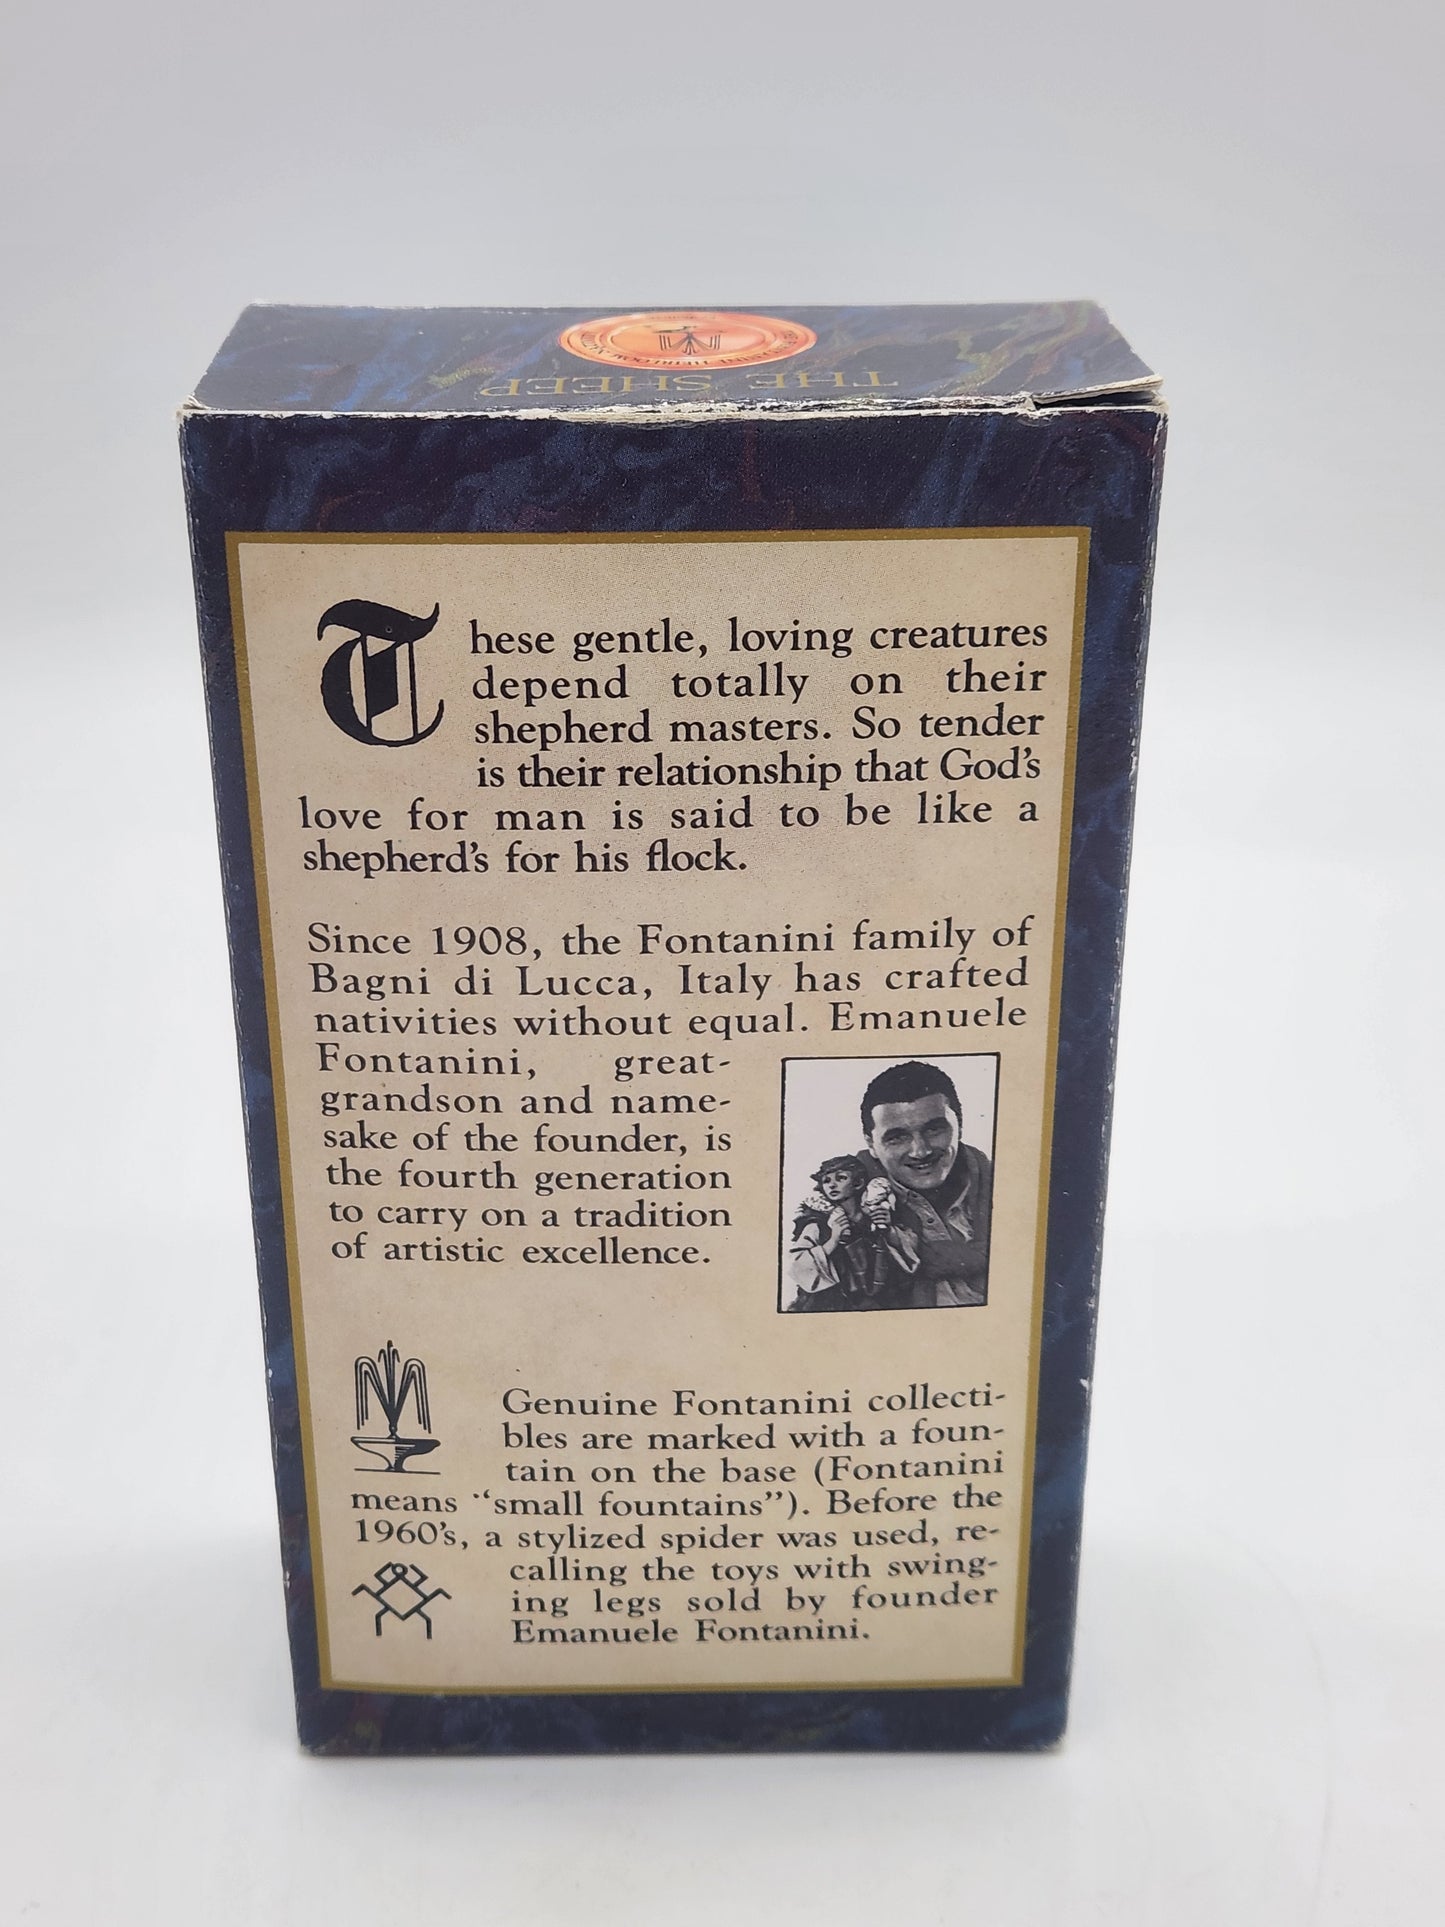 THE SHEEP
These gentle, loving creatures
depend totally on their
shepherd masters. So tender
is their relationship that God's
love for man is said to be like a
shepherd's for his flock.
Since 1908, the Fontanini family of
Bagni di Lucca, Italy has crafted
nativities without equal. Emanuele
Fontanini, great-
grandson and name-
sake of the founder, is
the fourth generation
to carry on a tradition
of artistic excellence.
Genuine Fontanini collecti-
bles are marked with a foun-
tain on the base (Fontanini
means "small fountains"). Before the
1960's, a stylized spider was used, re-
calling the toys with swing-
ing legs sold by founder
Emanuele Fontanini.